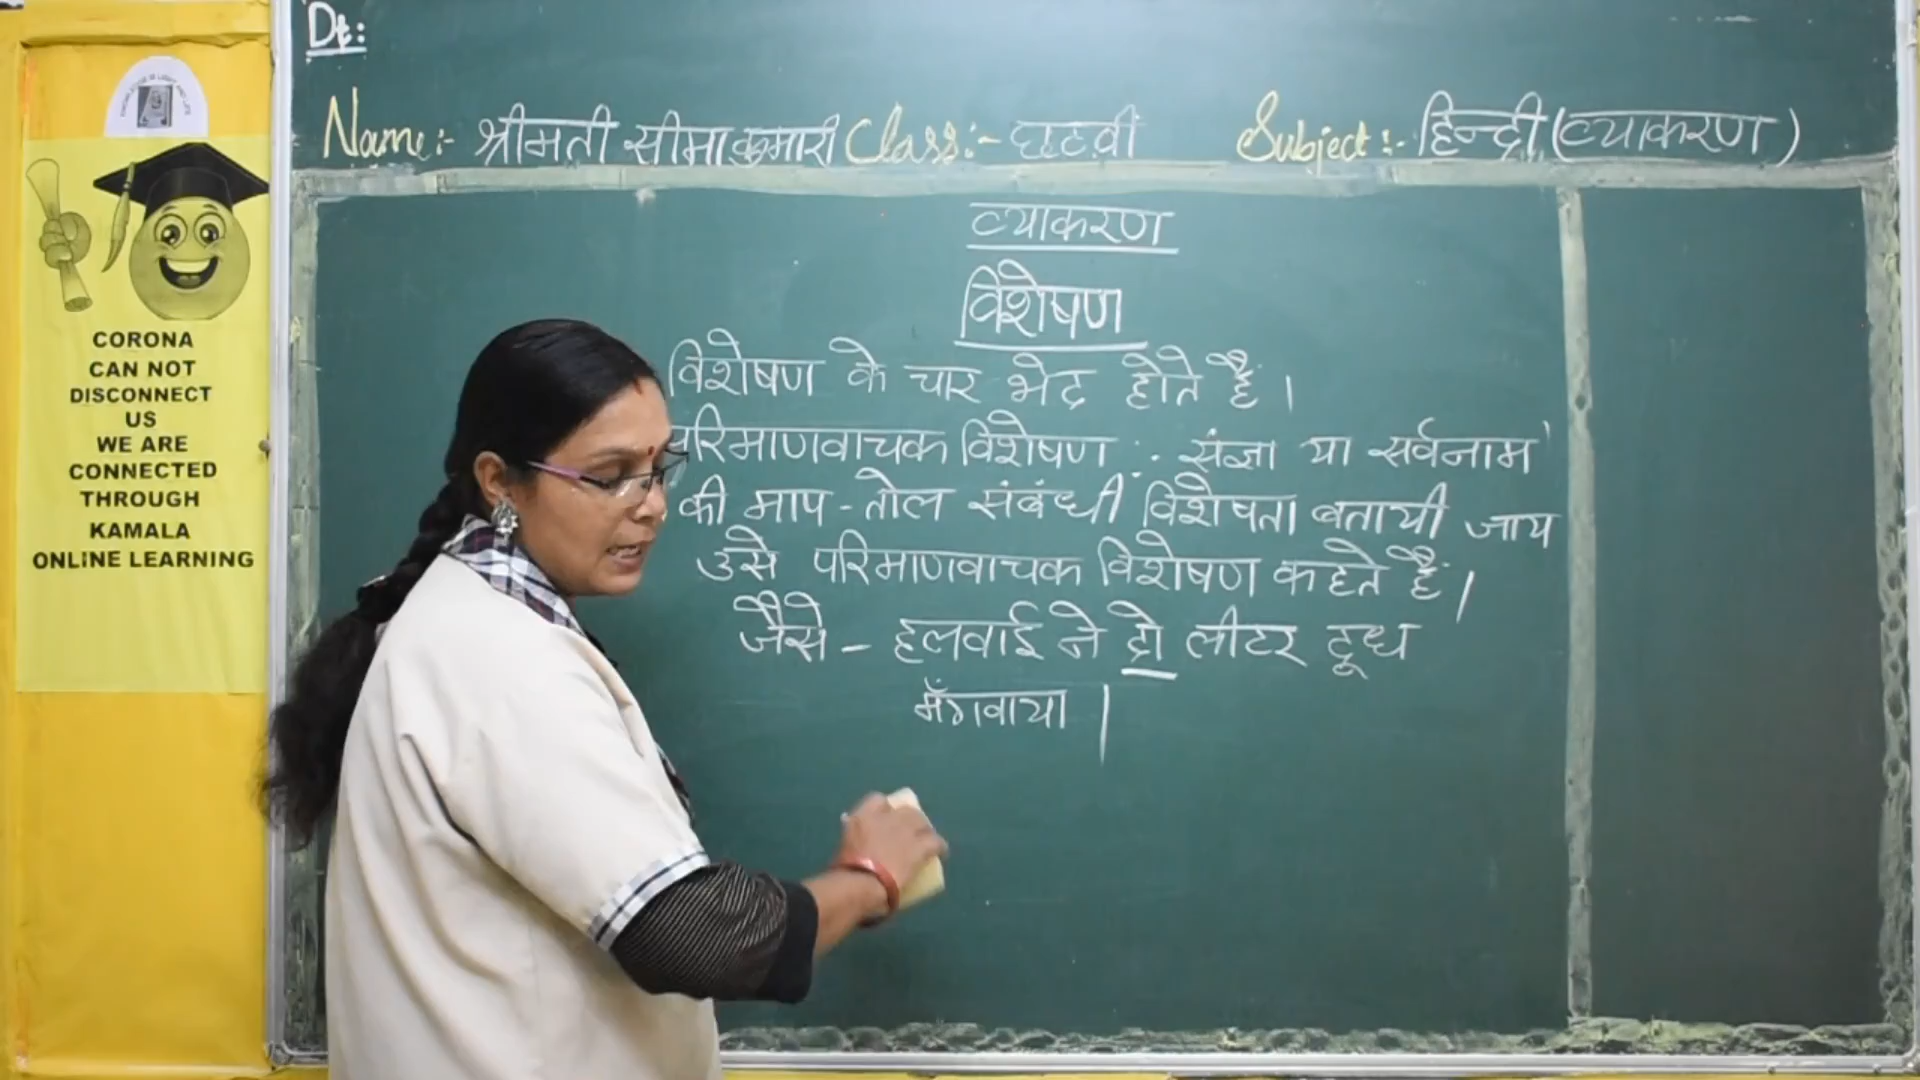 Dt:
Name:- श्रीमती सीमा कुमारी Class:- छटवीं Subject:- हिन्दी (व्याकरण)
व्याकरण
विशेषण
विशेषण के चार भेद होते हैं।
परिमाणवाचक विशेषण :- संज्ञा या सर्वनाम
की माप-तोल संबंधी विशेषता बतायी जाय
उसे परिमाणवाचक विशेषण कहते हैं।
जैसे - हलवाई ने दो लीटर दूध
मँगवाया।
CORONA
CAN NOT
DISCONNECT
US
WE ARE
CONNECTED
THROUGH
KAMALA
ONLINE LEARNING